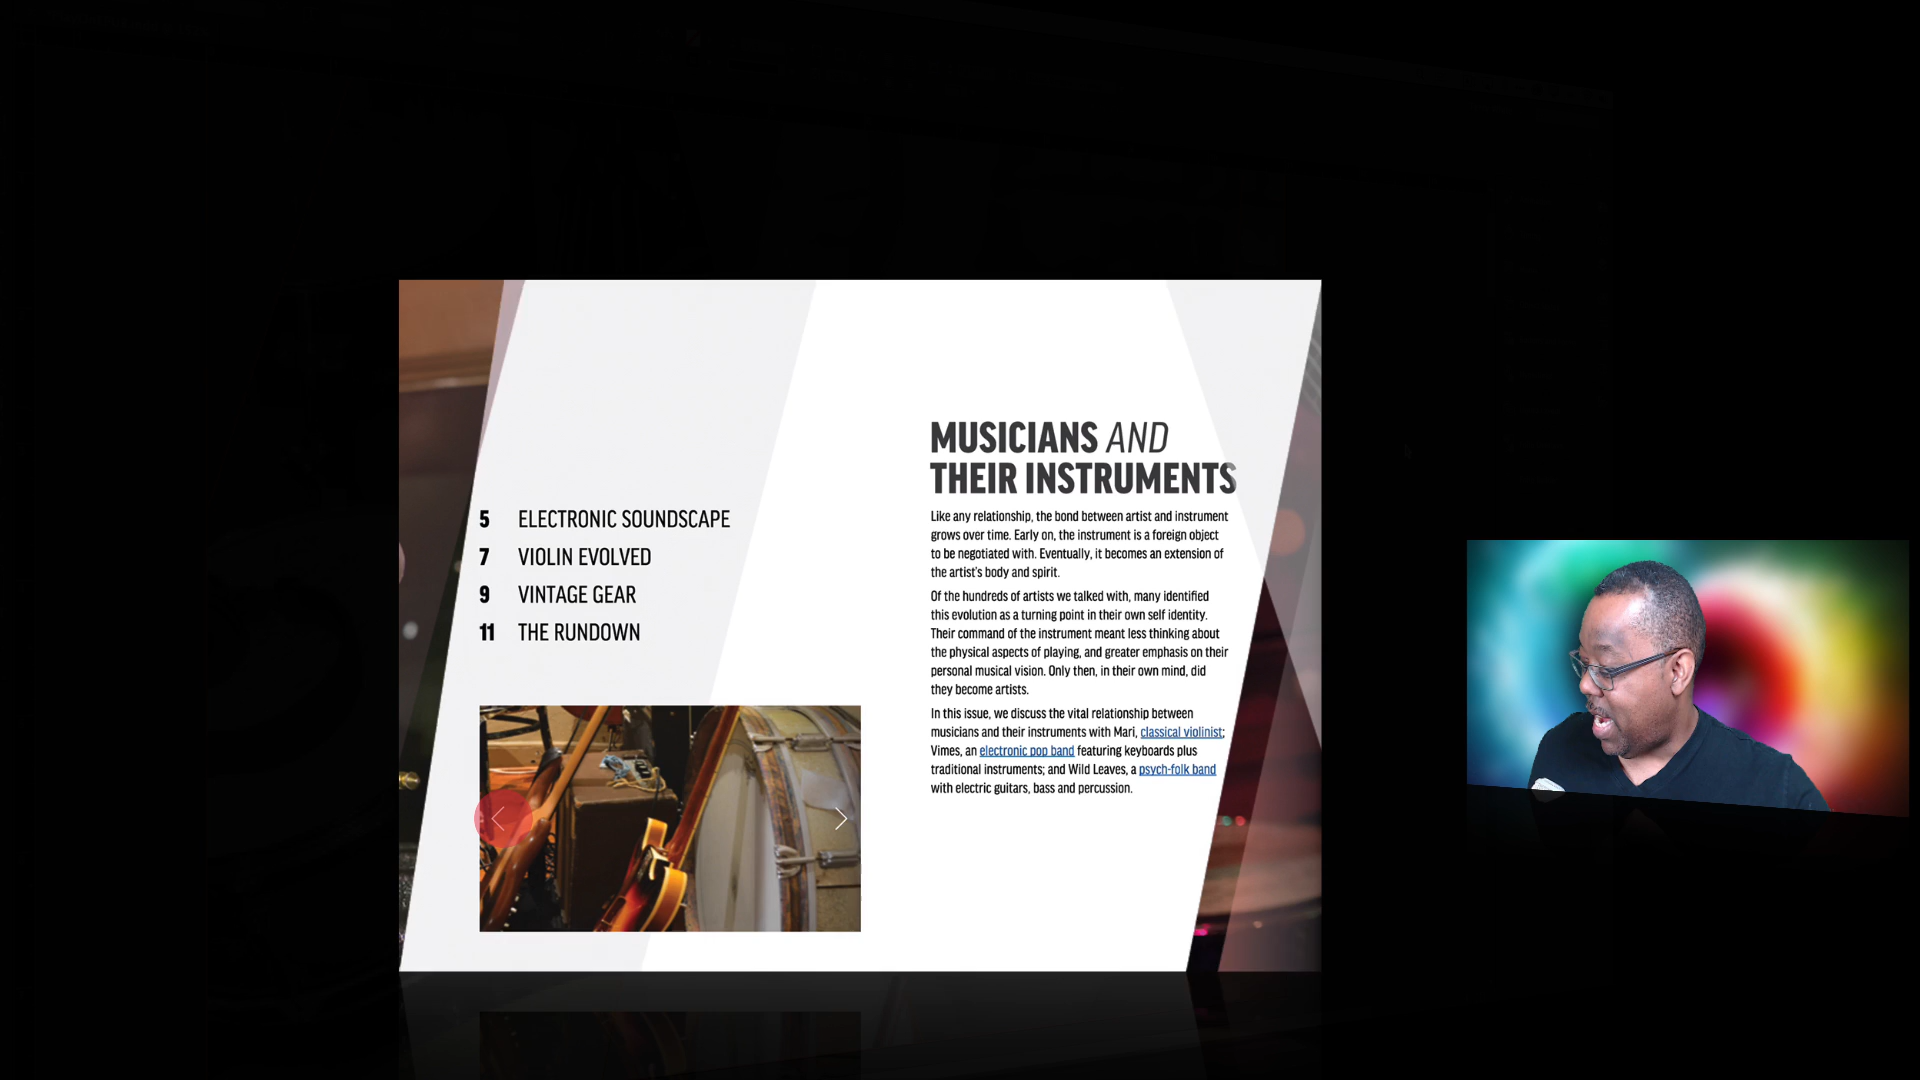 5 ELECTRONIC SOUNDSCAPE
7 VIOLIN EVOLVED
9 VINTAGE GEAR
11 THE RUNDOWN
MUSICIANS AND
THEIR INSTRUMENTS
Like any relationship, the bond between artist and instrument
grows over time. Early on, the instrument is a foreign object
to be negotiated with. Eventually, it becomes an extension of
the artist's body and spirit.
Of the hundreds of artists we talked with, many identified
this evolution as a turning point in their own self identity.
Their command of the instrument meant less thinking about
the physical aspects of playing, and greater emphasis on their
personal musical vision. Only then, in their own mind, did
they become artists.
In this issue, we discuss the vital relationship between
musicians and their instruments with Mari, classical violinist;
Vimes, an electronic pop band featuring keyboards plus
traditional instruments; and Wild Leaves, a psych-folk band
with electric guitars, bass and percussion.